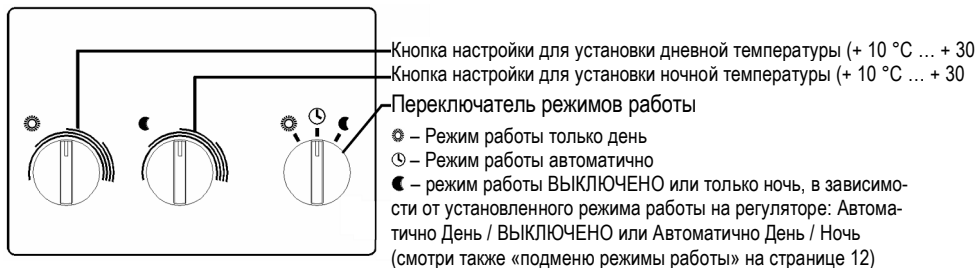 Кнопка настройки для установки дневной температуры (+ 10 °C … + 30
Кнопка настройки для установки ночной температуры (+ 10 °C … + 30
Переключатель режимов работы
– Режим работы только день
– Режим работы автоматично
– режим работы ВЫКЛЮЧЕНО или только ночь, в зависимо-
сти от установленного режима работы на регуляторе: Автома-
тично День / ВЫКЛЮЧЕНО или Автоматично День / Ночь
(смотри также «подменю режимы работы» на странице 12)